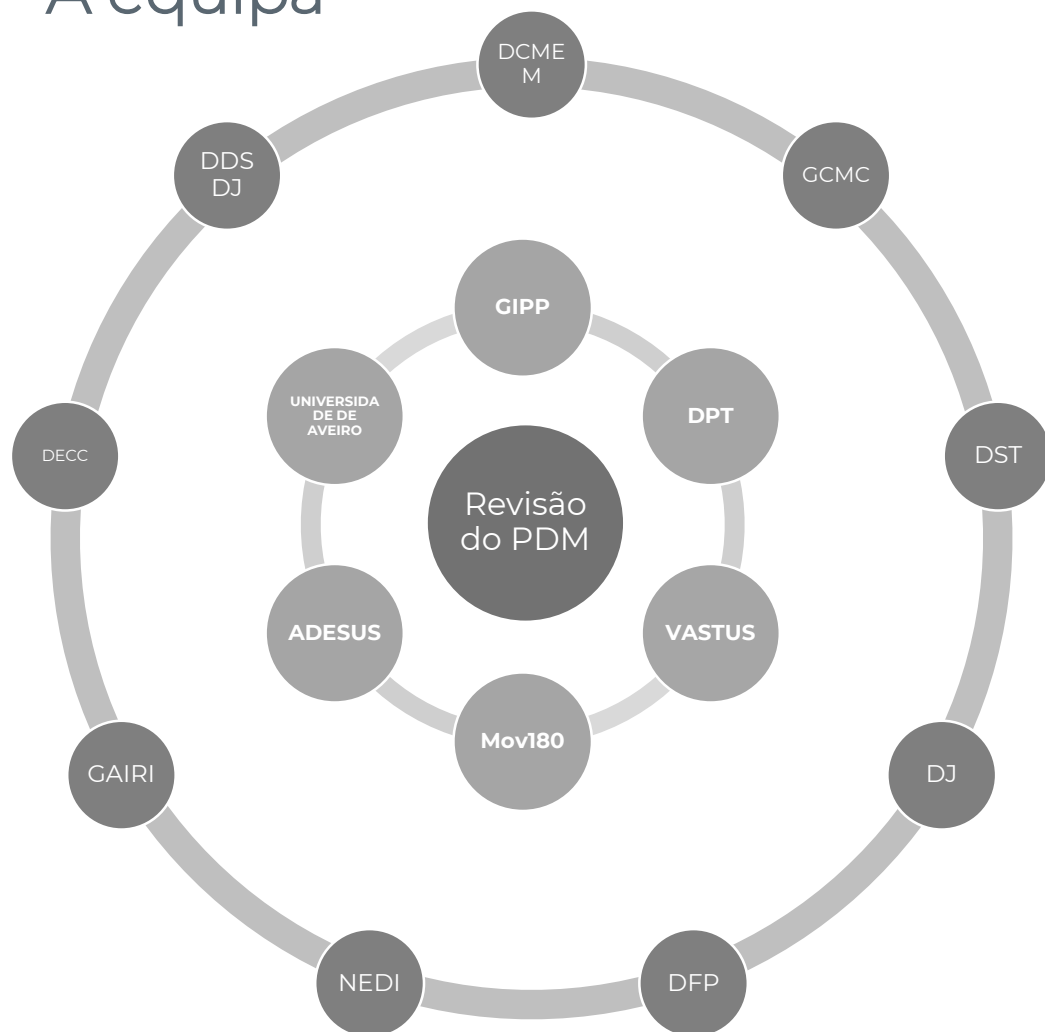 A equipa
DCME
M
DDS
DJ
GCMC
GIPP
UNIVERSIDA
DE DE
AVEIRO
DPT
DECC
DST
Revisão
do PDM
ADESUS
VASTUS
Mov180
GAIRI
DJ
NEDI
DFP